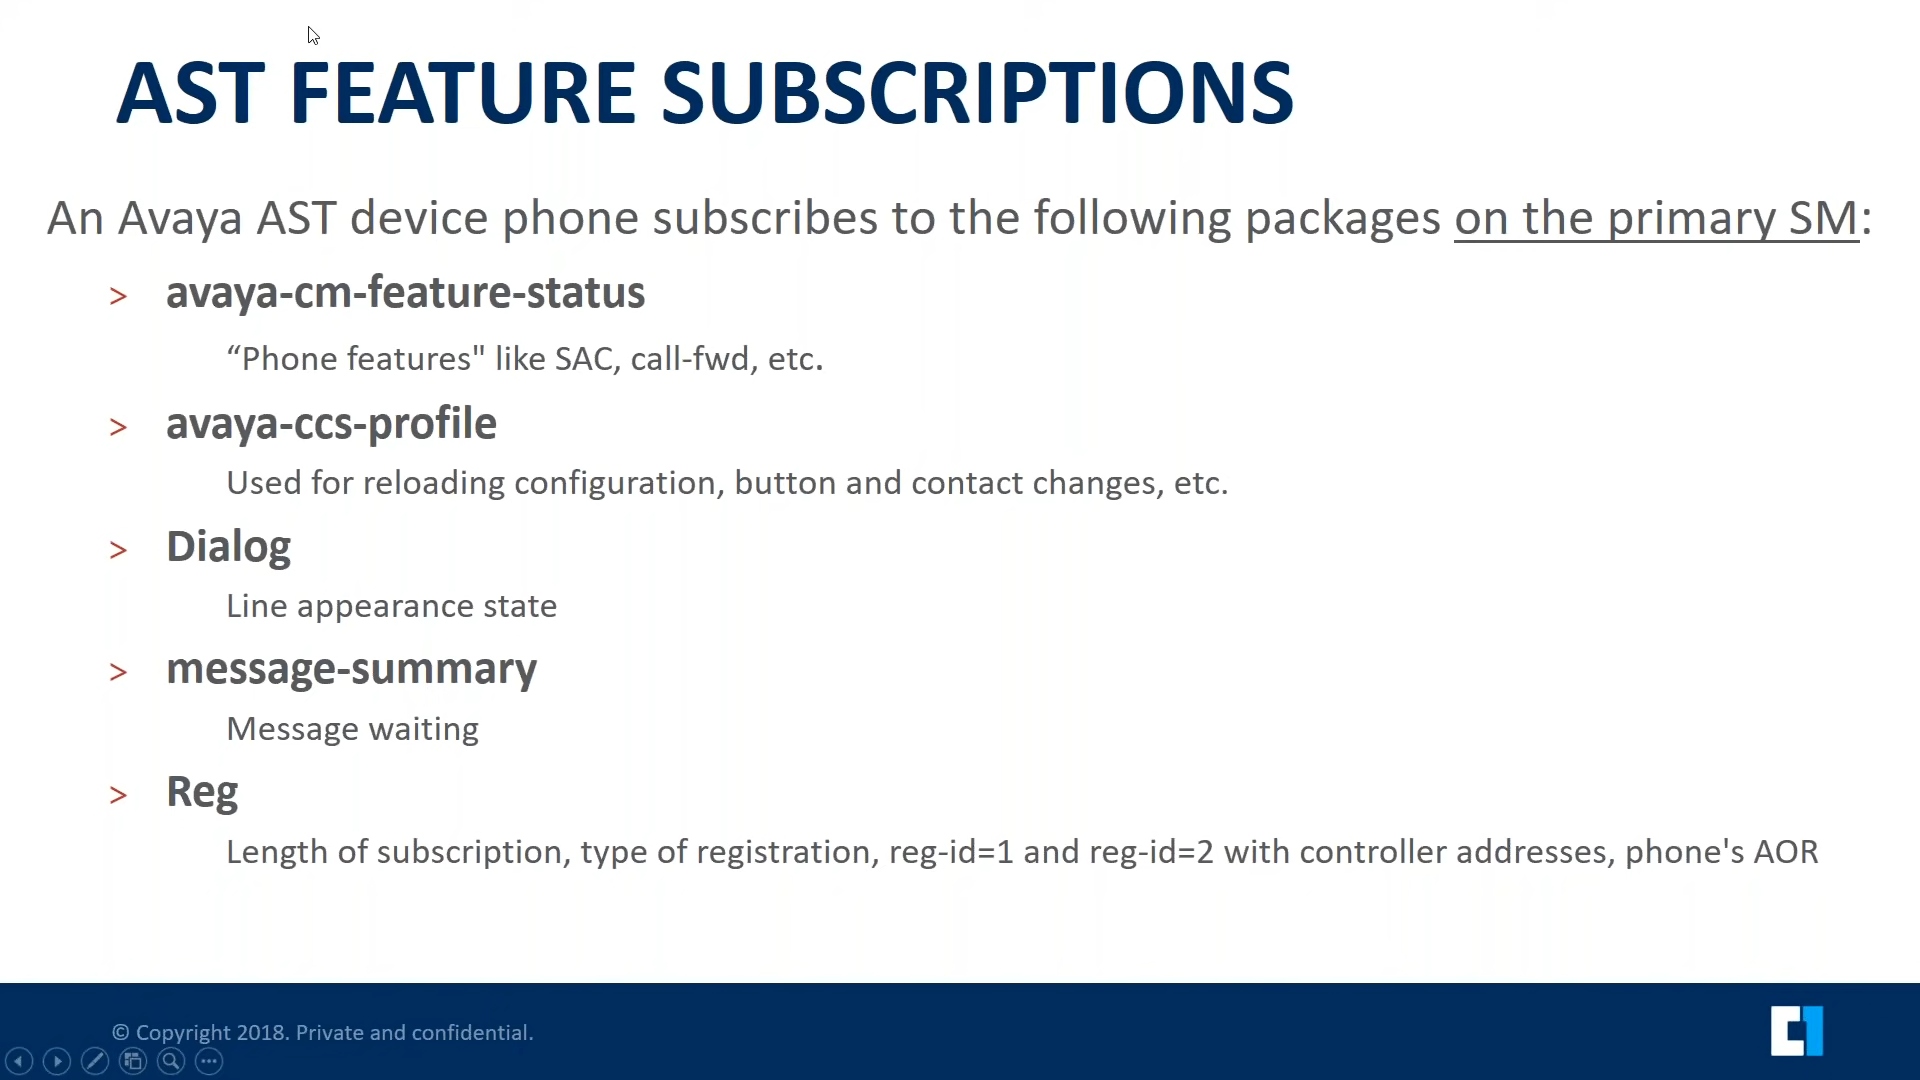 AST FEATURE SUBSCRIPTIONS
An Avaya AST device phone subscribes to the following packages on the primary SM:
> avaya-cm-feature-status
“Phone features" like SAC, call-fwd, etc.
> avaya-ccs-profile
Used for reloading configuration, button and contact changes, etc.
> Dialog
Line appearance state
> message-summary
Message waiting
> Reg
Length of subscription, type of registration, reg-id=1 and reg-id=2 with controller addresses, phone's AOR
© Copyright 2018. Private and confidential.